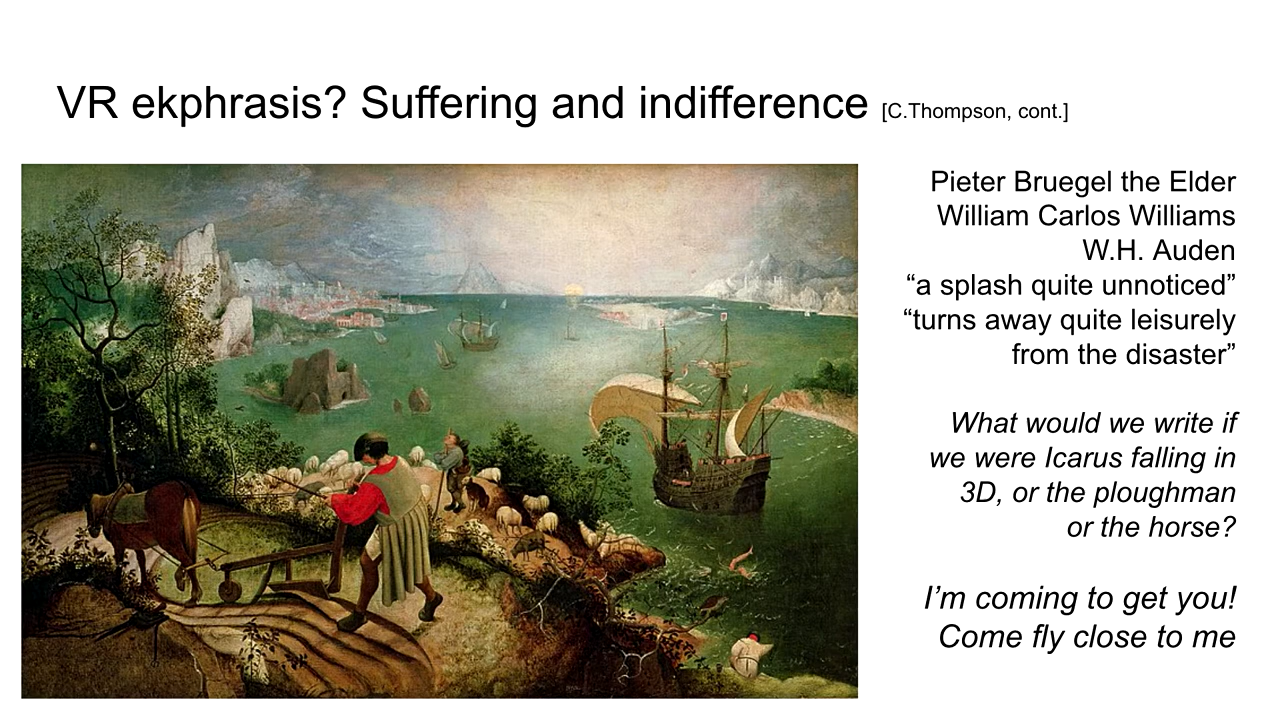 VR ekphrasis? Suffering and indifference [C.Thompson, cont.]
Pieter Bruegel the Elder
William Carlos Williams
W.H. Auden
“a splash quite unnoticed”
“turns away quite leisurely
from the disaster”
What would we write if
we were Icarus falling in
3D, or the ploughman
or the horse?
I’m coming to get you!
Come fly close to me